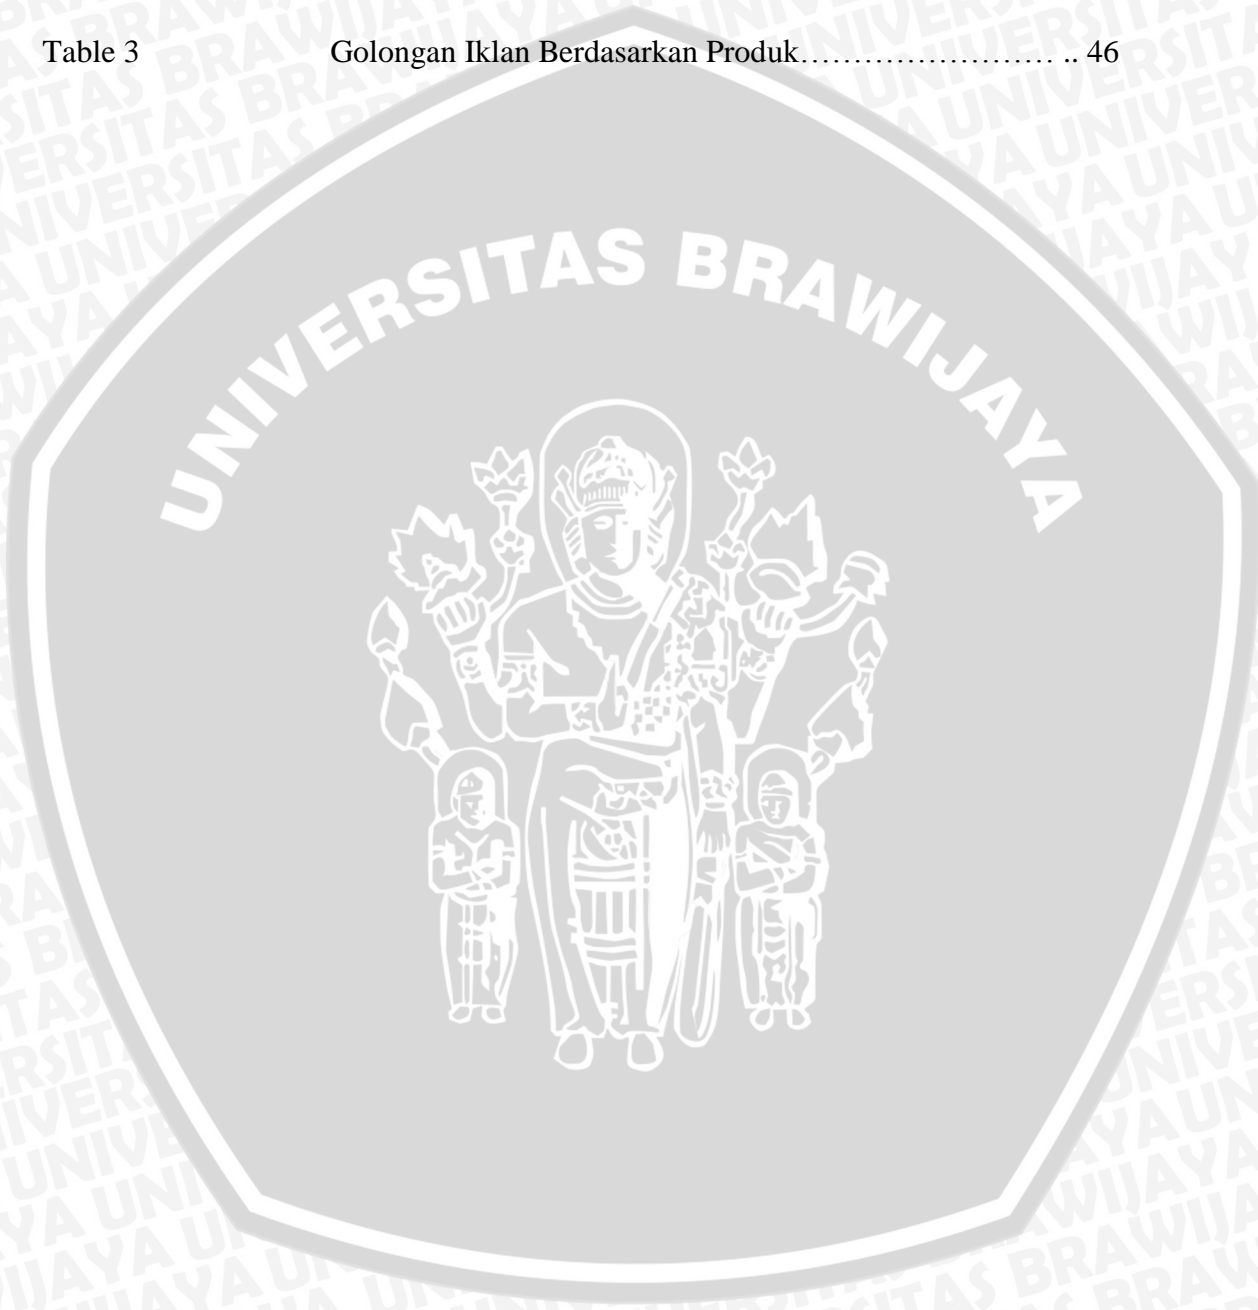 Table 3 Golongan Iklan Berdasarkan Produk…………………… .. 46
UNIVERSITAS BRAWIJAYA